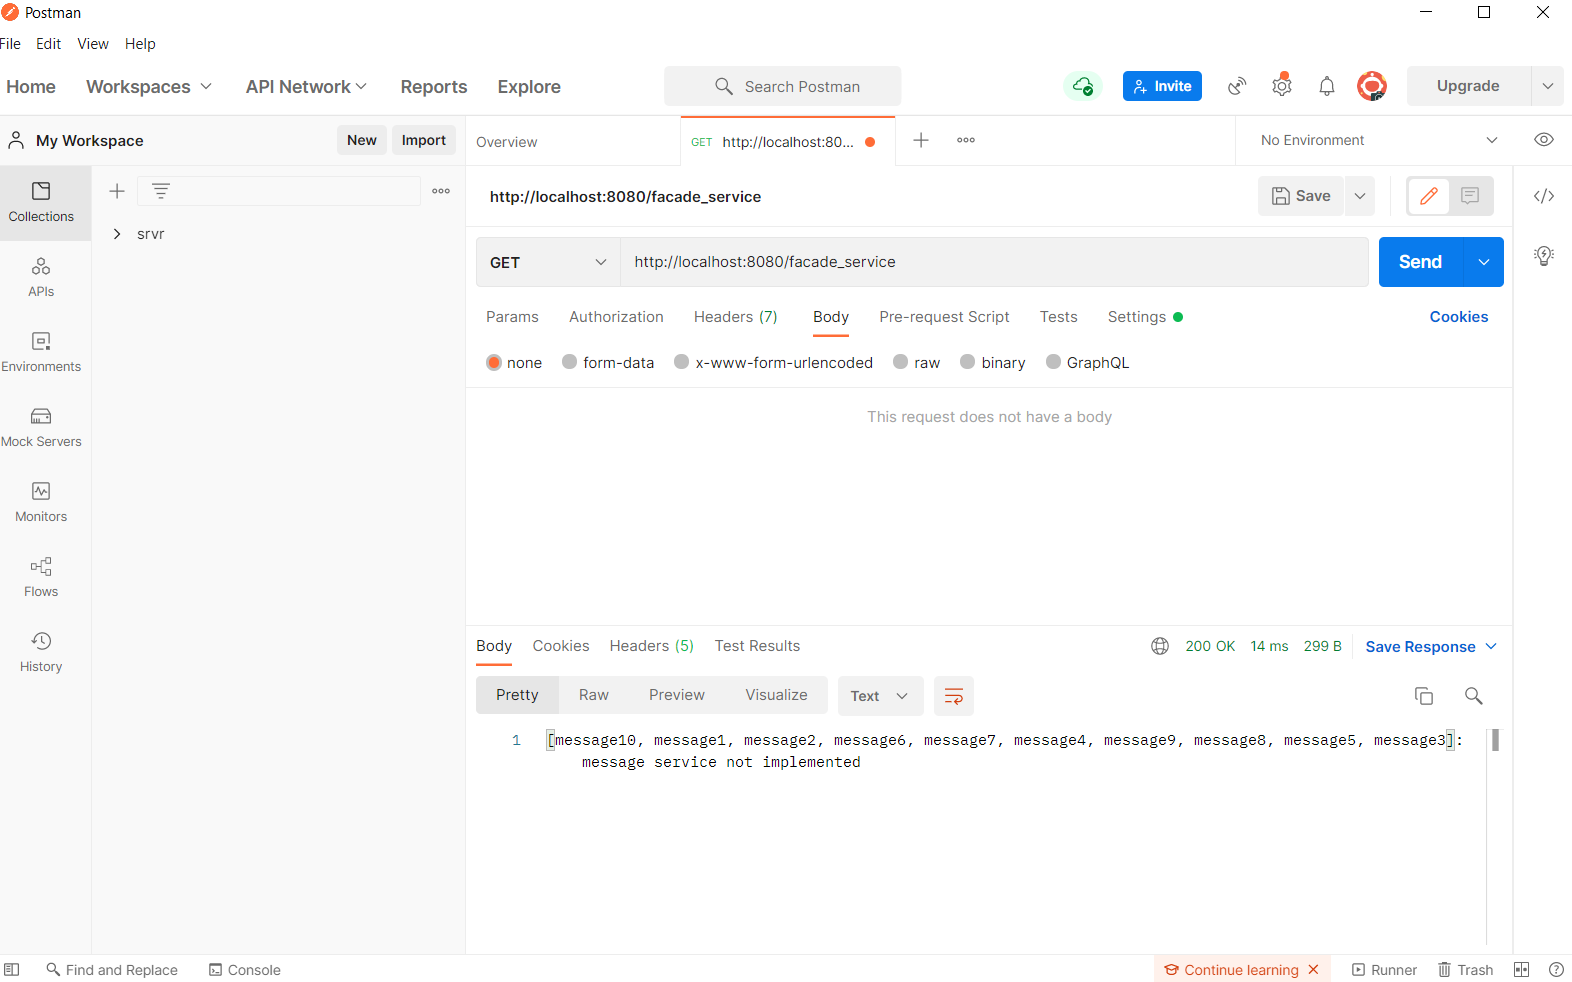 Postman
File Edit View Help
Home Workspaces API Network Reports Explore Search Postman Invite Upgrade
My Workspace New Import Overview GET http://localhost:80... No Environment
http://localhost:8080/facade_service Save
Collections
srvr
GET http://localhost:8080/facade_service Send
APIs
Params Authorization Headers (7) Body Pre-request Script Tests Settings Cookies
none form-data x-www-form-urlencoded raw binary GraphQL
Environments
This request does not have a body
Mock Servers
Monitors
Flows
History
Body Cookies Headers (5) Test Results 200 OK 14 ms 299 B Save Response
Pretty Raw Preview Visualize Text
1 [message10, message1, message2, message6, message7, message4, message9, message8, message5, message3]:
message service not implemented
Find and Replace Console Continue learning Runner Trash